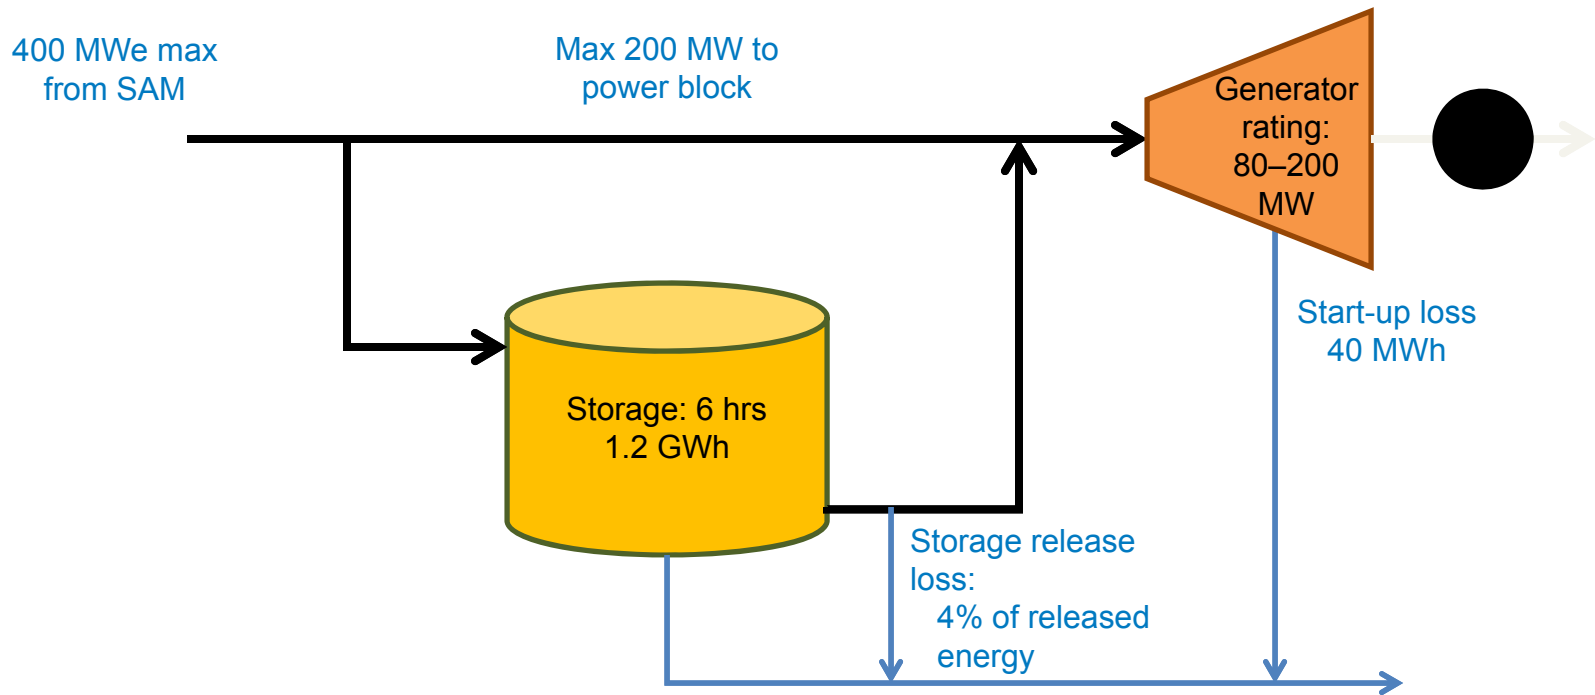 400 MWe max
from SAM
Max 200 MW to
power block
Generator
rating:
80–200
MW
Start-up loss
40 MWh
Storage: 6 hrs
1.2 GWh
Storage release
loss:
4% of released
energy